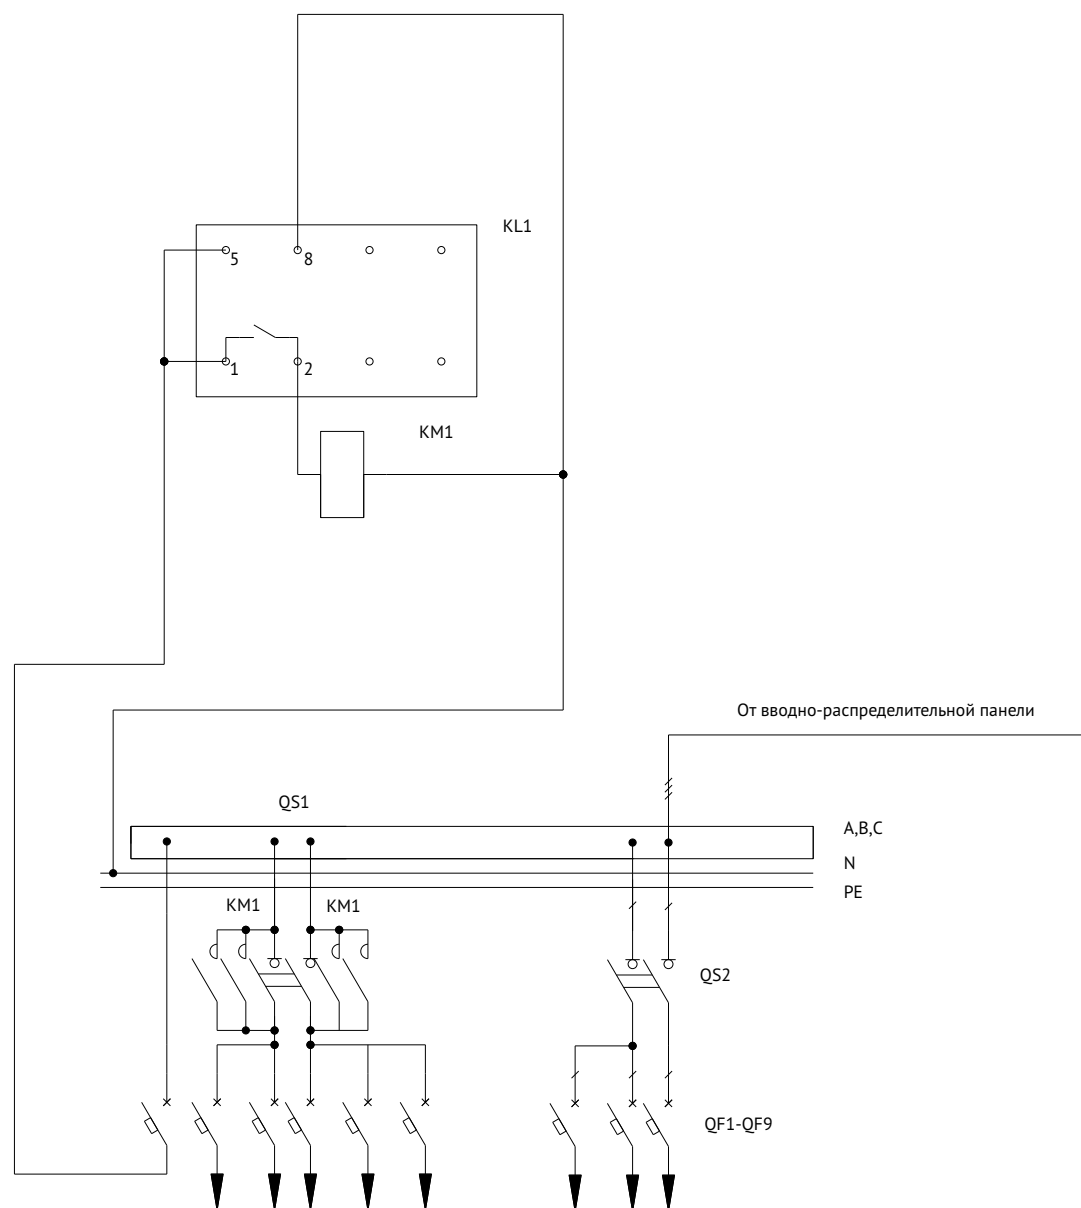 KL1
5
8
1
2
KM1
От вводно-распределительной панели
QS1
A,B,C
N
PE
KM1
KM1
QS2
QF1-QF9